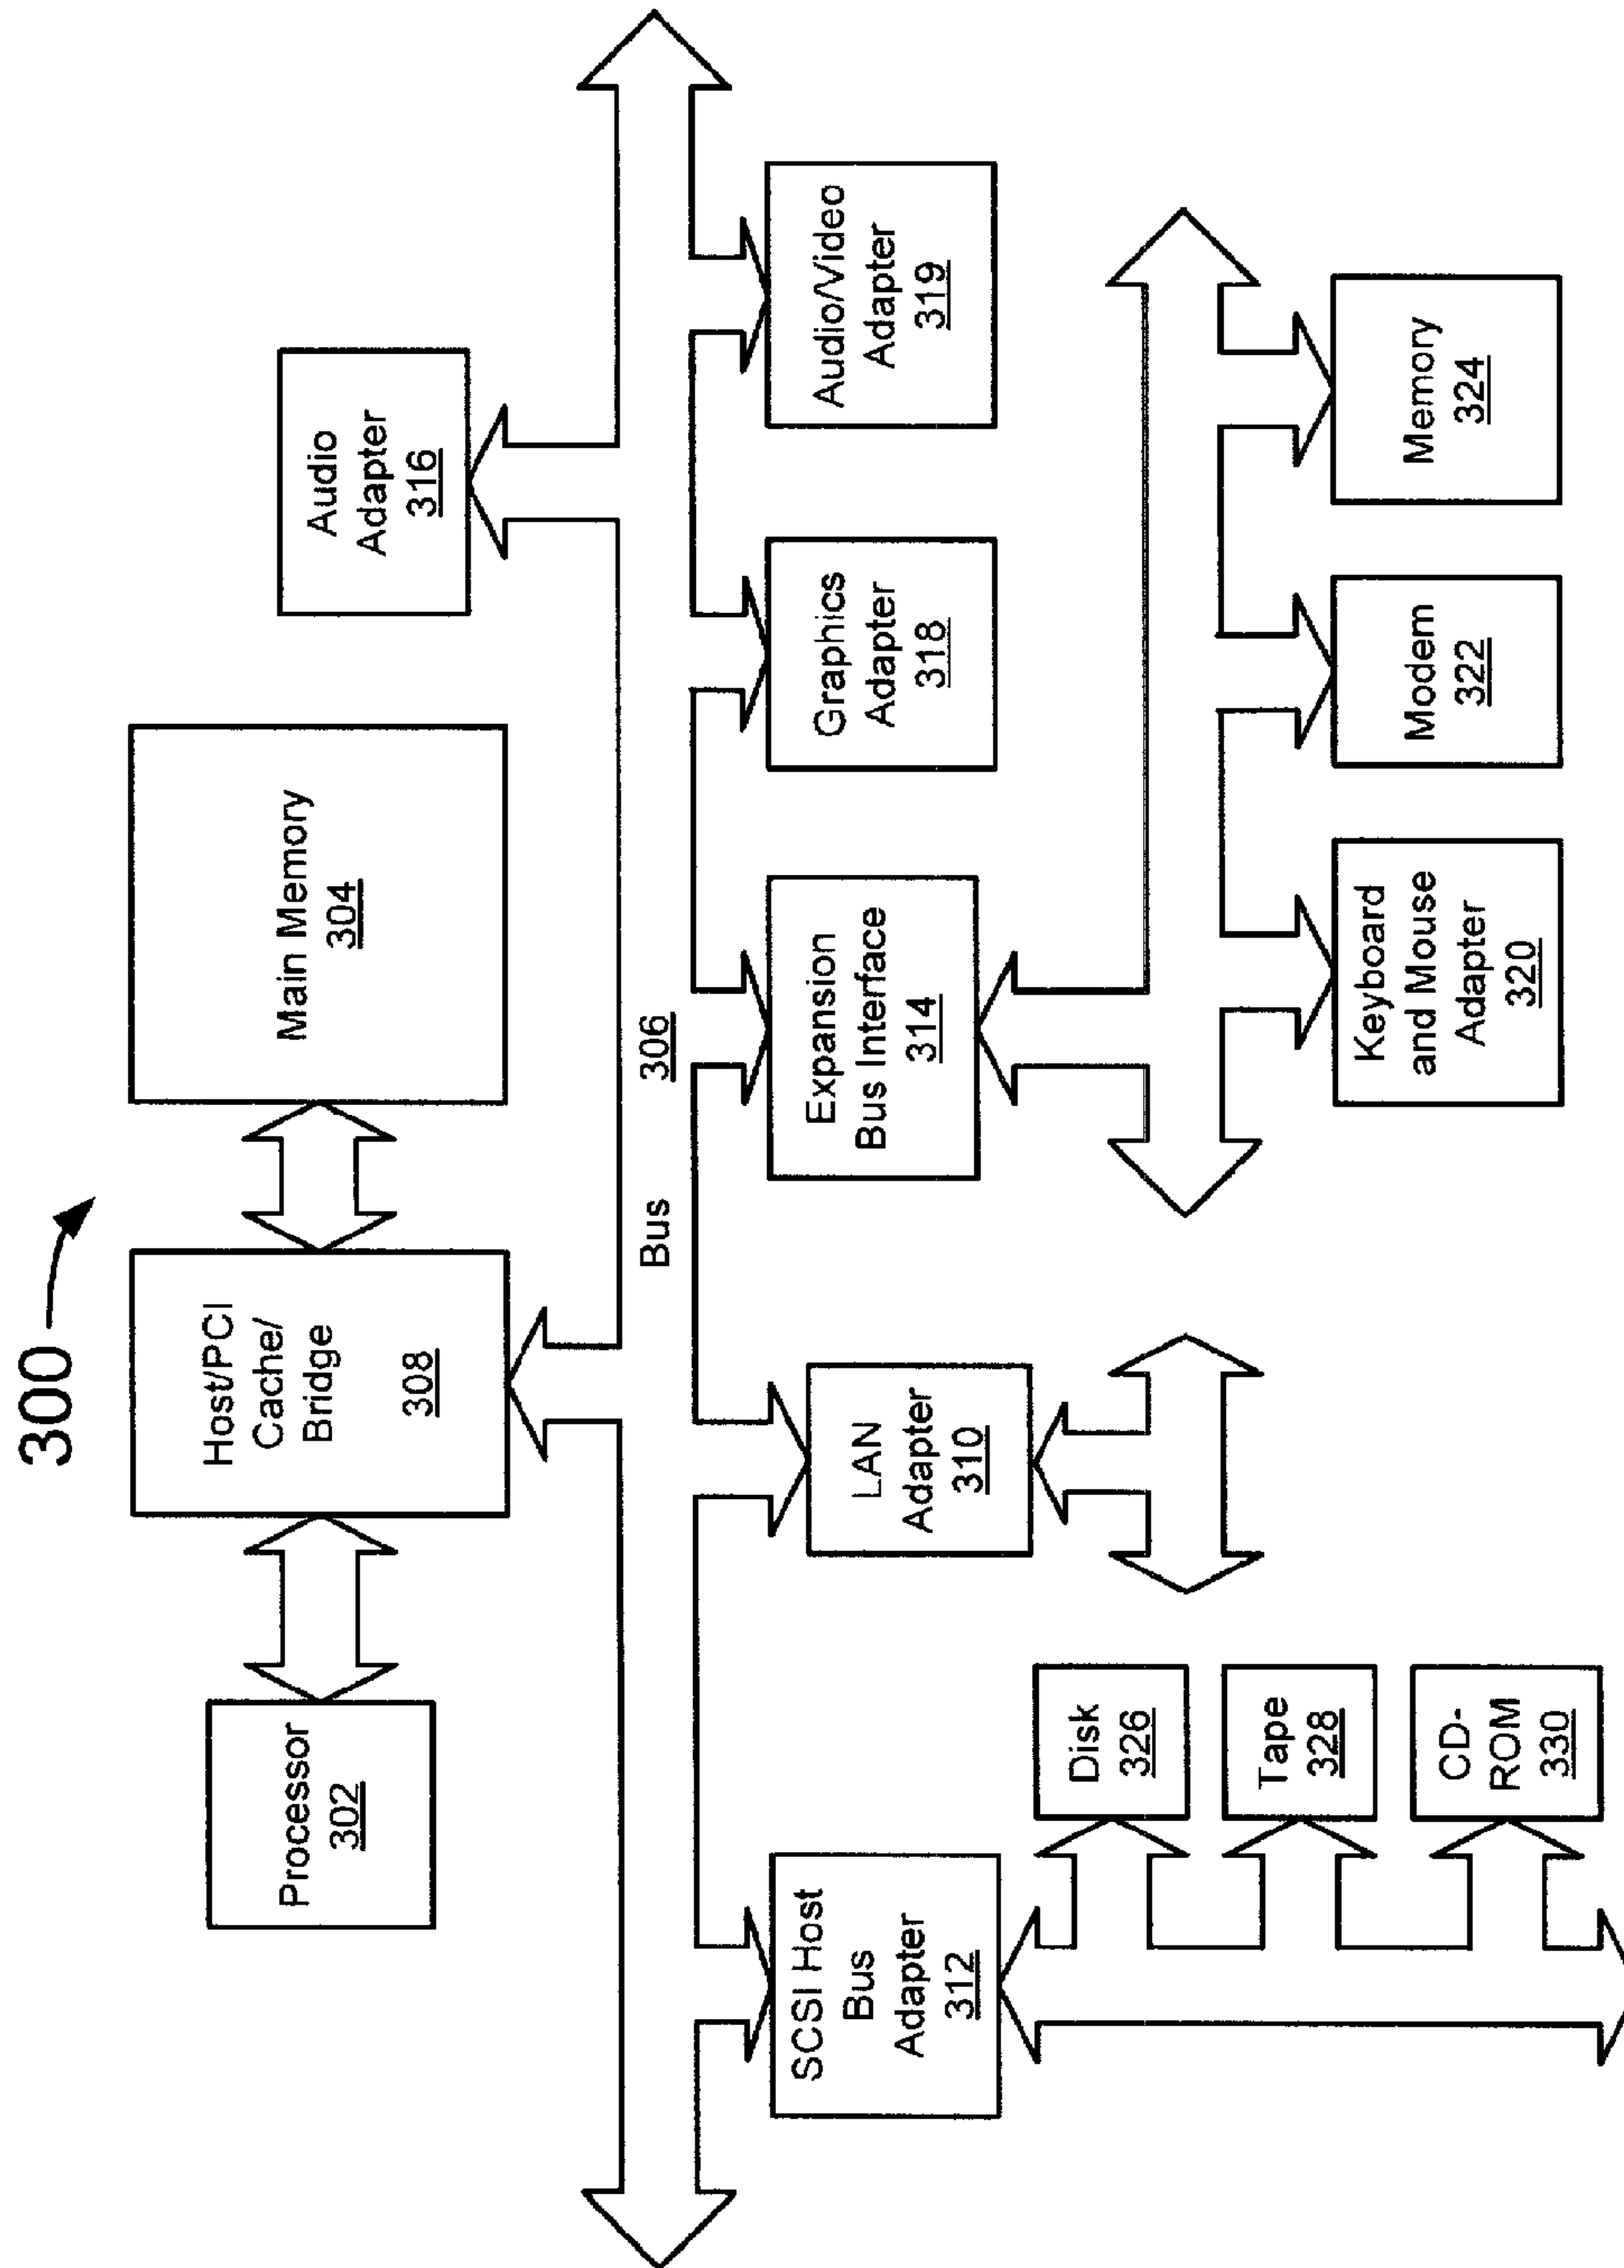 300
Processor
302
Host/PCI
Cache/
Bridge
308
Main Memory
304
Audio
Adapter
316
Bus
306
SCSI Host
Bus
Adapter
312
LAN
Adapter
310
Expansion
Bus Interface
314
Graphics
Adapter
318
Audio/Video
Adapter
319
Disk
326
Tape
328
CD-
ROM
330
Keyboard
and Mouse
Adapter
320
Modem
322
Memory
324